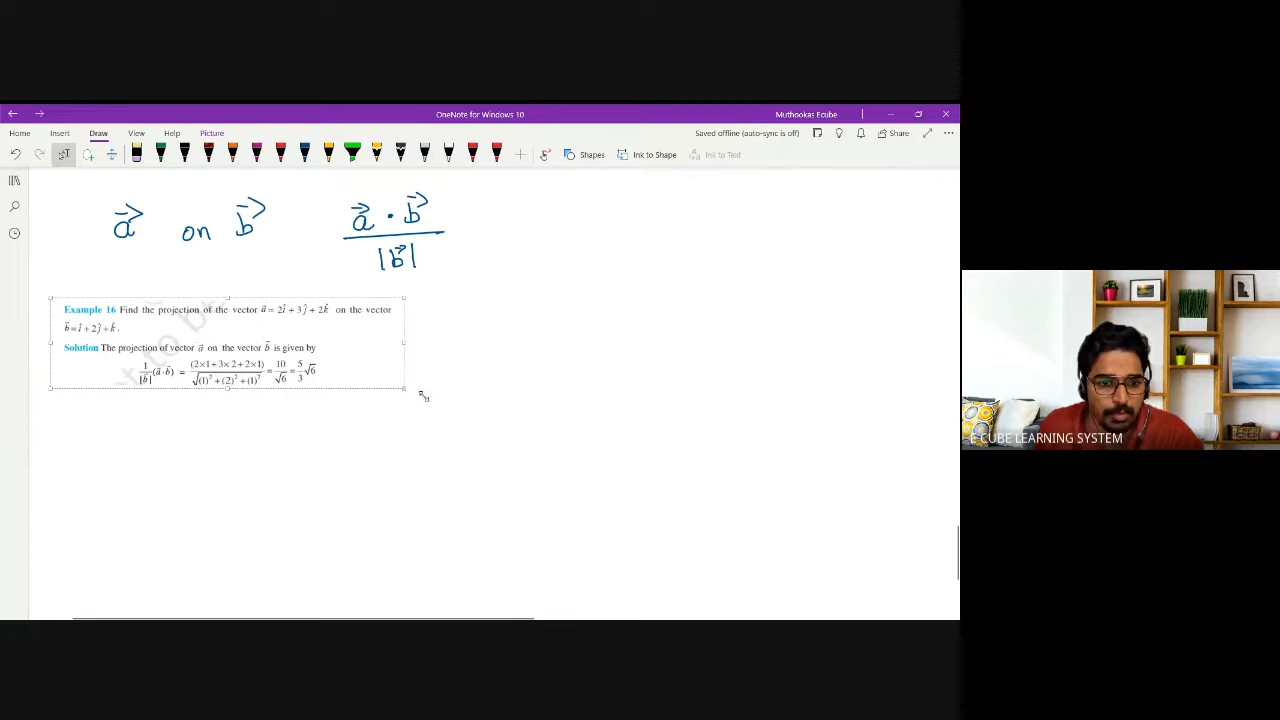 OneNote for Windows 10
Muthookas Ecube
Home Insert Draw View Help Picture
Saved offline (auto-sync is off) Share
Shapes Ink to Shape Ink to Text
a⃗ on b⃗ a⃗ · b⃗ / |b⃗|
Example 16 Find the projection of the vector a⃗ = 2î + 3ĵ + 2k̂ on the vector
b⃗ = î + 2ĵ + k̂ .
Solution The projection of vector a⃗ on the vector b⃗ is given by
1/|b⃗| (a⃗ · b⃗) = (2×1+3×2+2×1)/√((1)²+(2)²+(1)²) = 10/√6 = 5/3 √6
E CUBE LEARNING SYSTEM